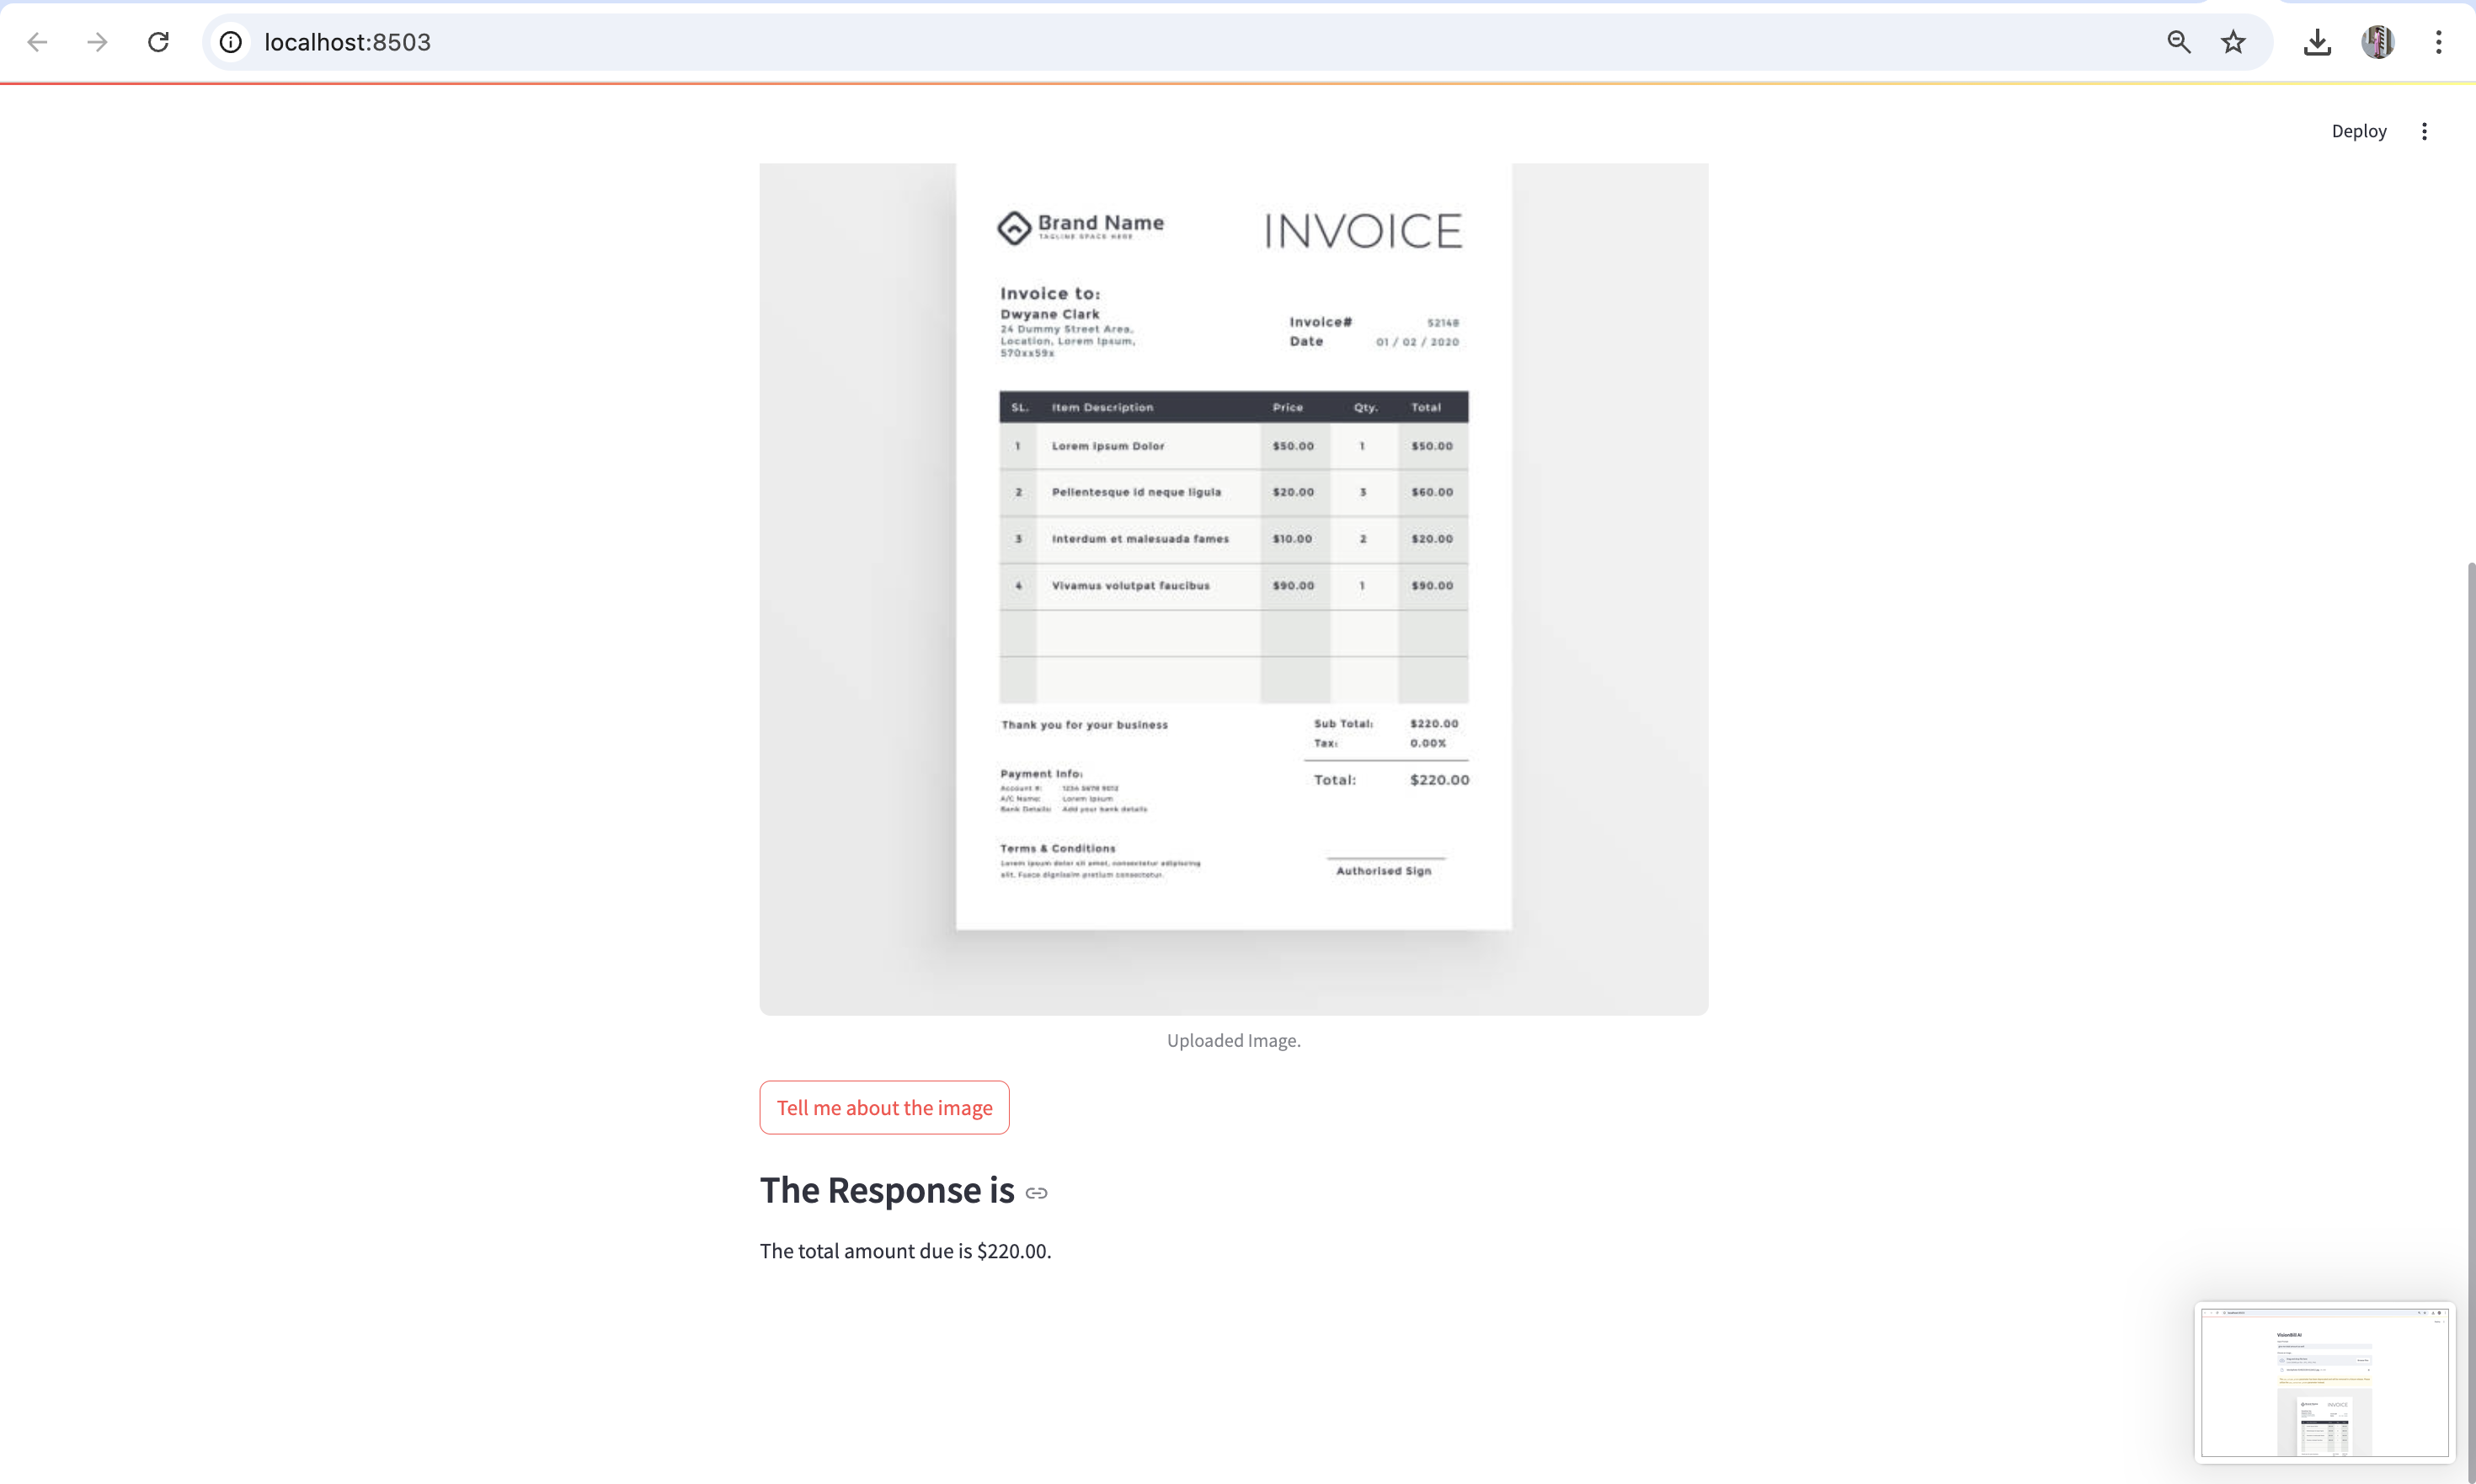 localhost:8503
Deploy
Brand Name
TAGLINE SPACE HERE
INVOICE
Invoice to:
Dwyane Clark
24 Dummy Street Area,
Location, Lorem Ipsum,
570xx59x
Invoice# 52148
Date 01 / 02 / 2020
SL. Item Description Price Qty. Total
1 Lorem Ipsum Dolor $50.00 1 $50.00
2 Pellentesque id neque ligula $20.00 3 $60.00
3 Interdum et malesuada fames $10.00 2 $20.00
4 Vivamus volutpat faucibus $90.00 1 $90.00
Thank you for your business
Sub Total: $220.00
Tax: 0.00%
Total: $220.00
Payment Info:
Account #: 1234 5678 9012
A/C Name: Lorem Ipsum
Bank Details: Add your bank details
Terms & Conditions
Lorem ipsum dolor sit amet, consectetur adipiscing
elit. Fusce dignissim pretium consectetur.
Authorised Sign
Uploaded Image.
Tell me about the image
The Response is
The total amount due is $220.00.
VisionBill AI
INVOICE